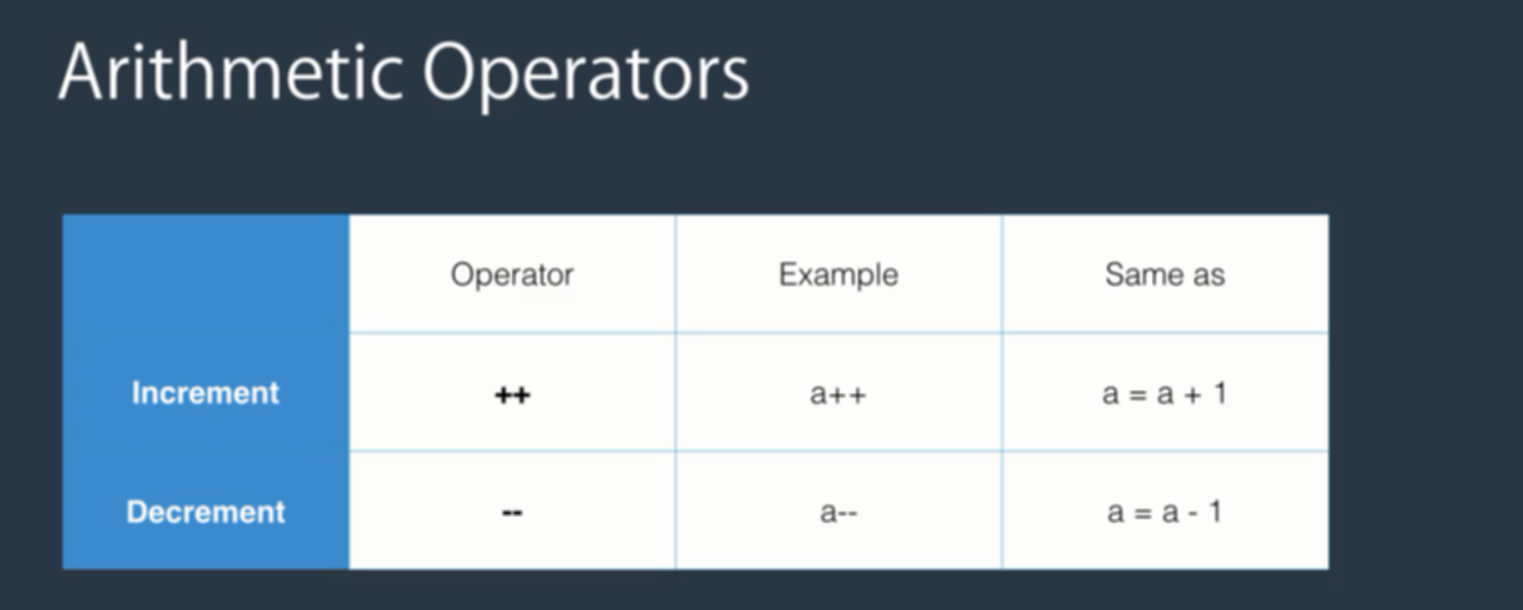 Arithmetic Operators
Operator Example Same as
Increment ++ a++ a = a + 1
Decrement -- a-- a = a - 1